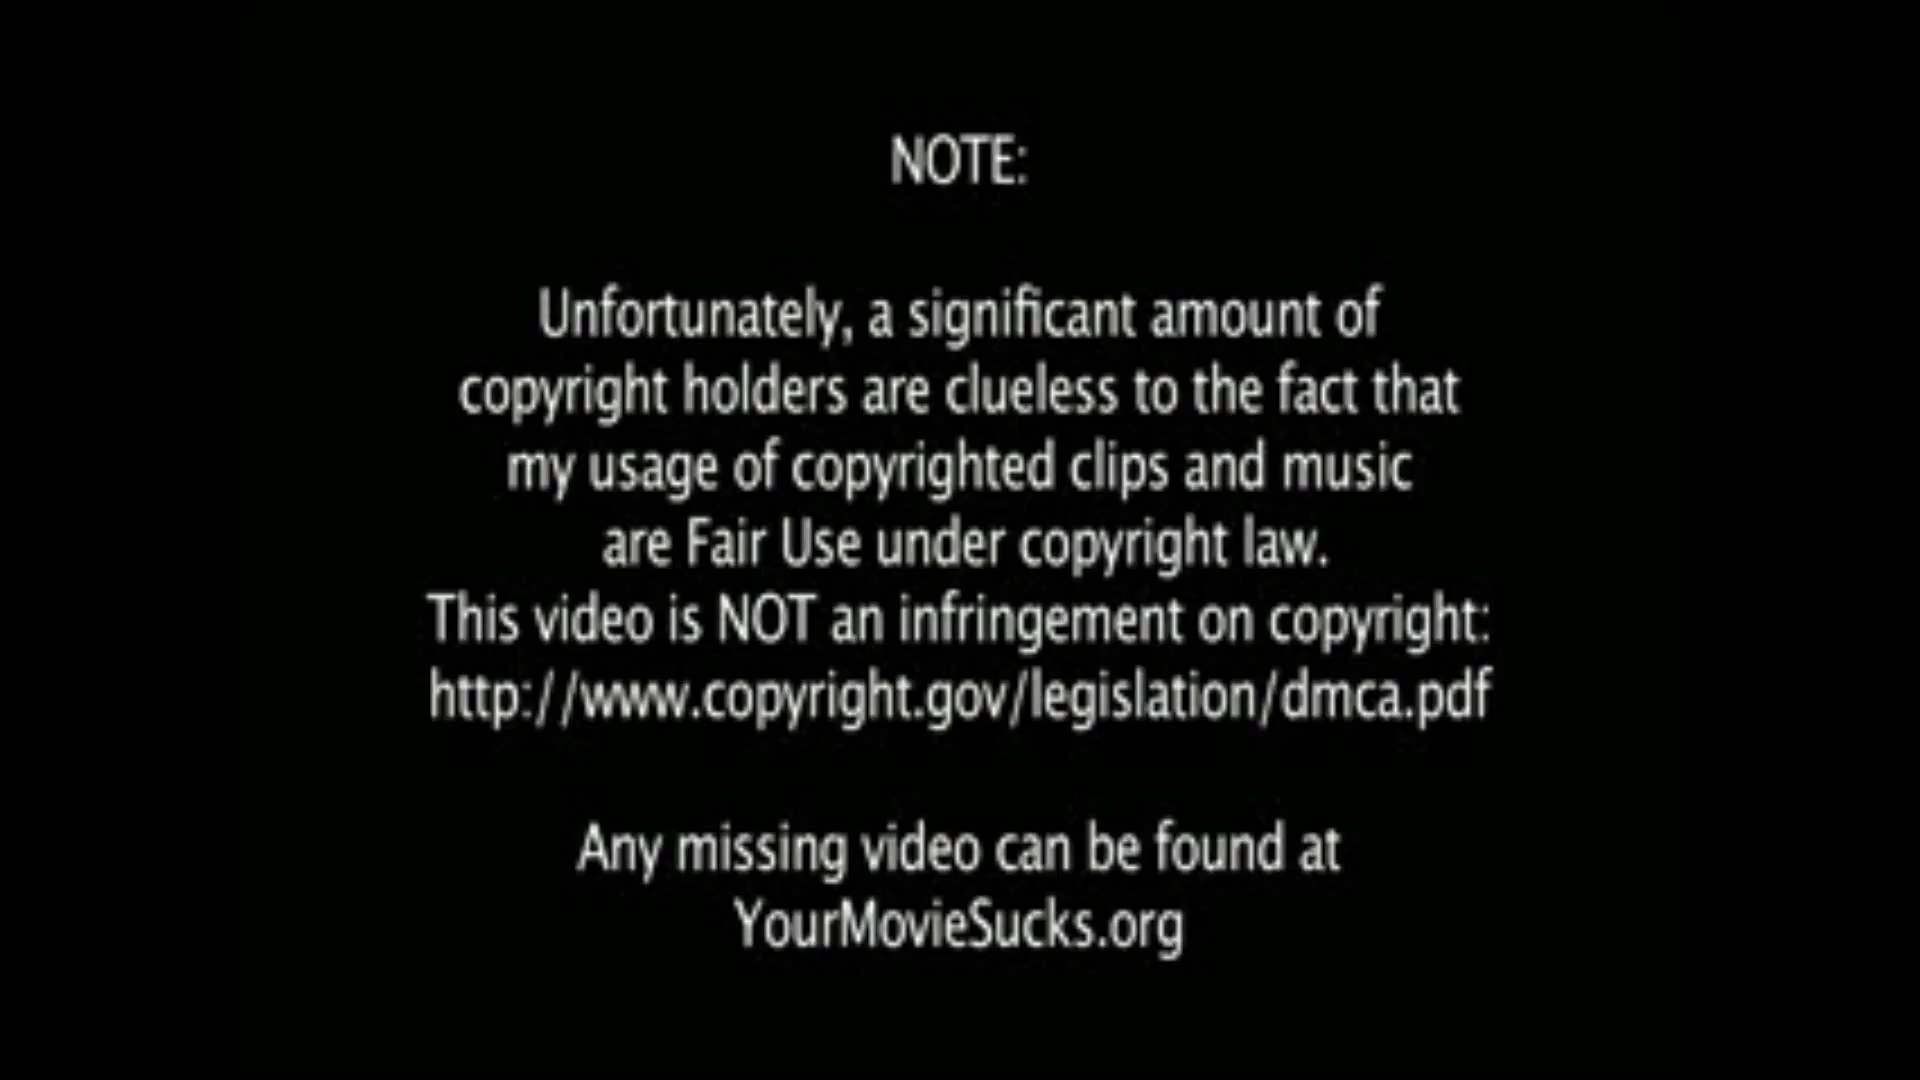 NOTE:
Unfortunately, a significant amount of
copyright holders are clueless to the fact that
my usage of copyrighted clips and music
are Fair Use under copyright law.
This video is NOT an infringement on copyright:
http://www.copyright.gov/legislation/dmca.pdf
Any missing video can be found at
YourMovieSucks.org